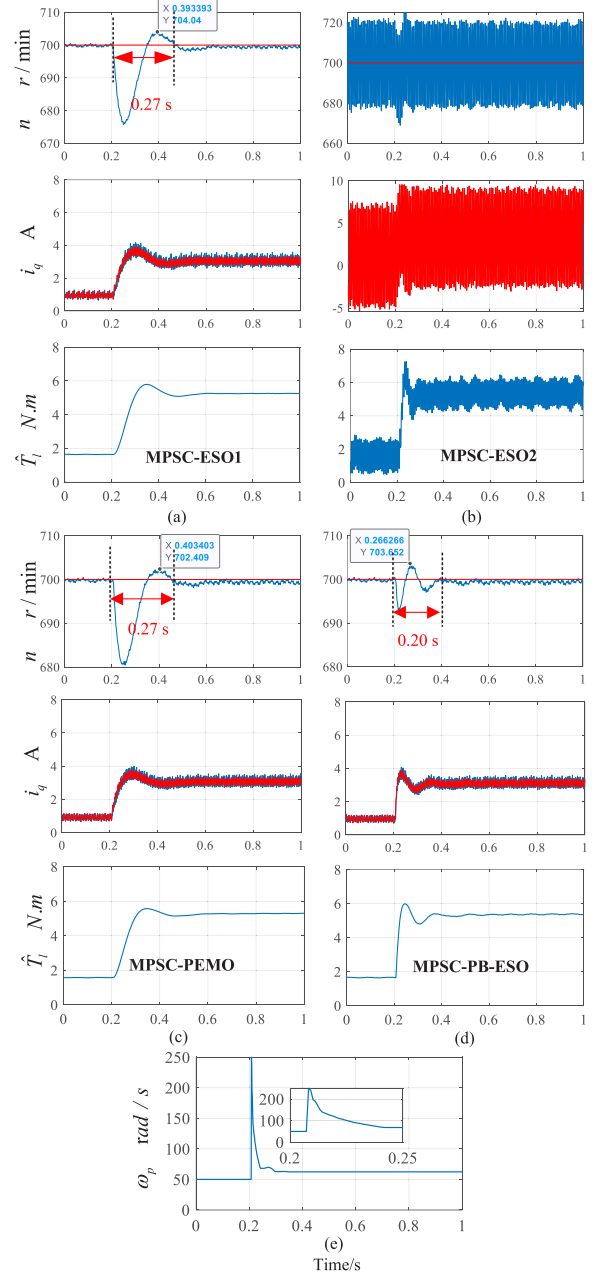 X 0.393393
Y 704.04
n r / min
710
700
690
680
670
660
0.27 s
0 0.2 0.4 0.6 0.8 1
720
700
680
660
0 0.2 0.4 0.6 0.8 1
i_q A
8
6
4
2
0
0 0.2 0.4 0.6 0.8 1
10
5
0
-5
0 0.2 0.4 0.6 0.8 1
T̂_l N.m
8
6
4
2
0
MPSC-ESO1
0 0.2 0.4 0.6 0.8 1
(a)
8
6
4
2
0
MPSC-ESO2
0 0.2 0.4 0.6 0.8 1
(b)
n r / min
710
700
690
680
X 0.403403
Y 702.409
0.27 s
0 0.2 0.4 0.6 0.8 1
710
700
690
680
X 0.266266
Y 703.652
0.20 s
0 0.2 0.4 0.6 0.8 1
i_q A
8
6
4
2
0
0 0.2 0.4 0.6 0.8 1
8
6
4
2
0
0 0.2 0.4 0.6 0.8 1
T̂_l N.m
8
6
4
2
0
MPSC-PEMO
0 0.2 0.4 0.6 0.8 1
(c)
8
6
4
2
0
MPSC-PB-ESO
0 0.2 0.4 0.6 0.8 1
(d)
ω_p rad / s
250
200
150
100
50
0
200
100
0
0.2 0.25
0 0.2 0.4 0.6 0.8 1
(e)
Time/s